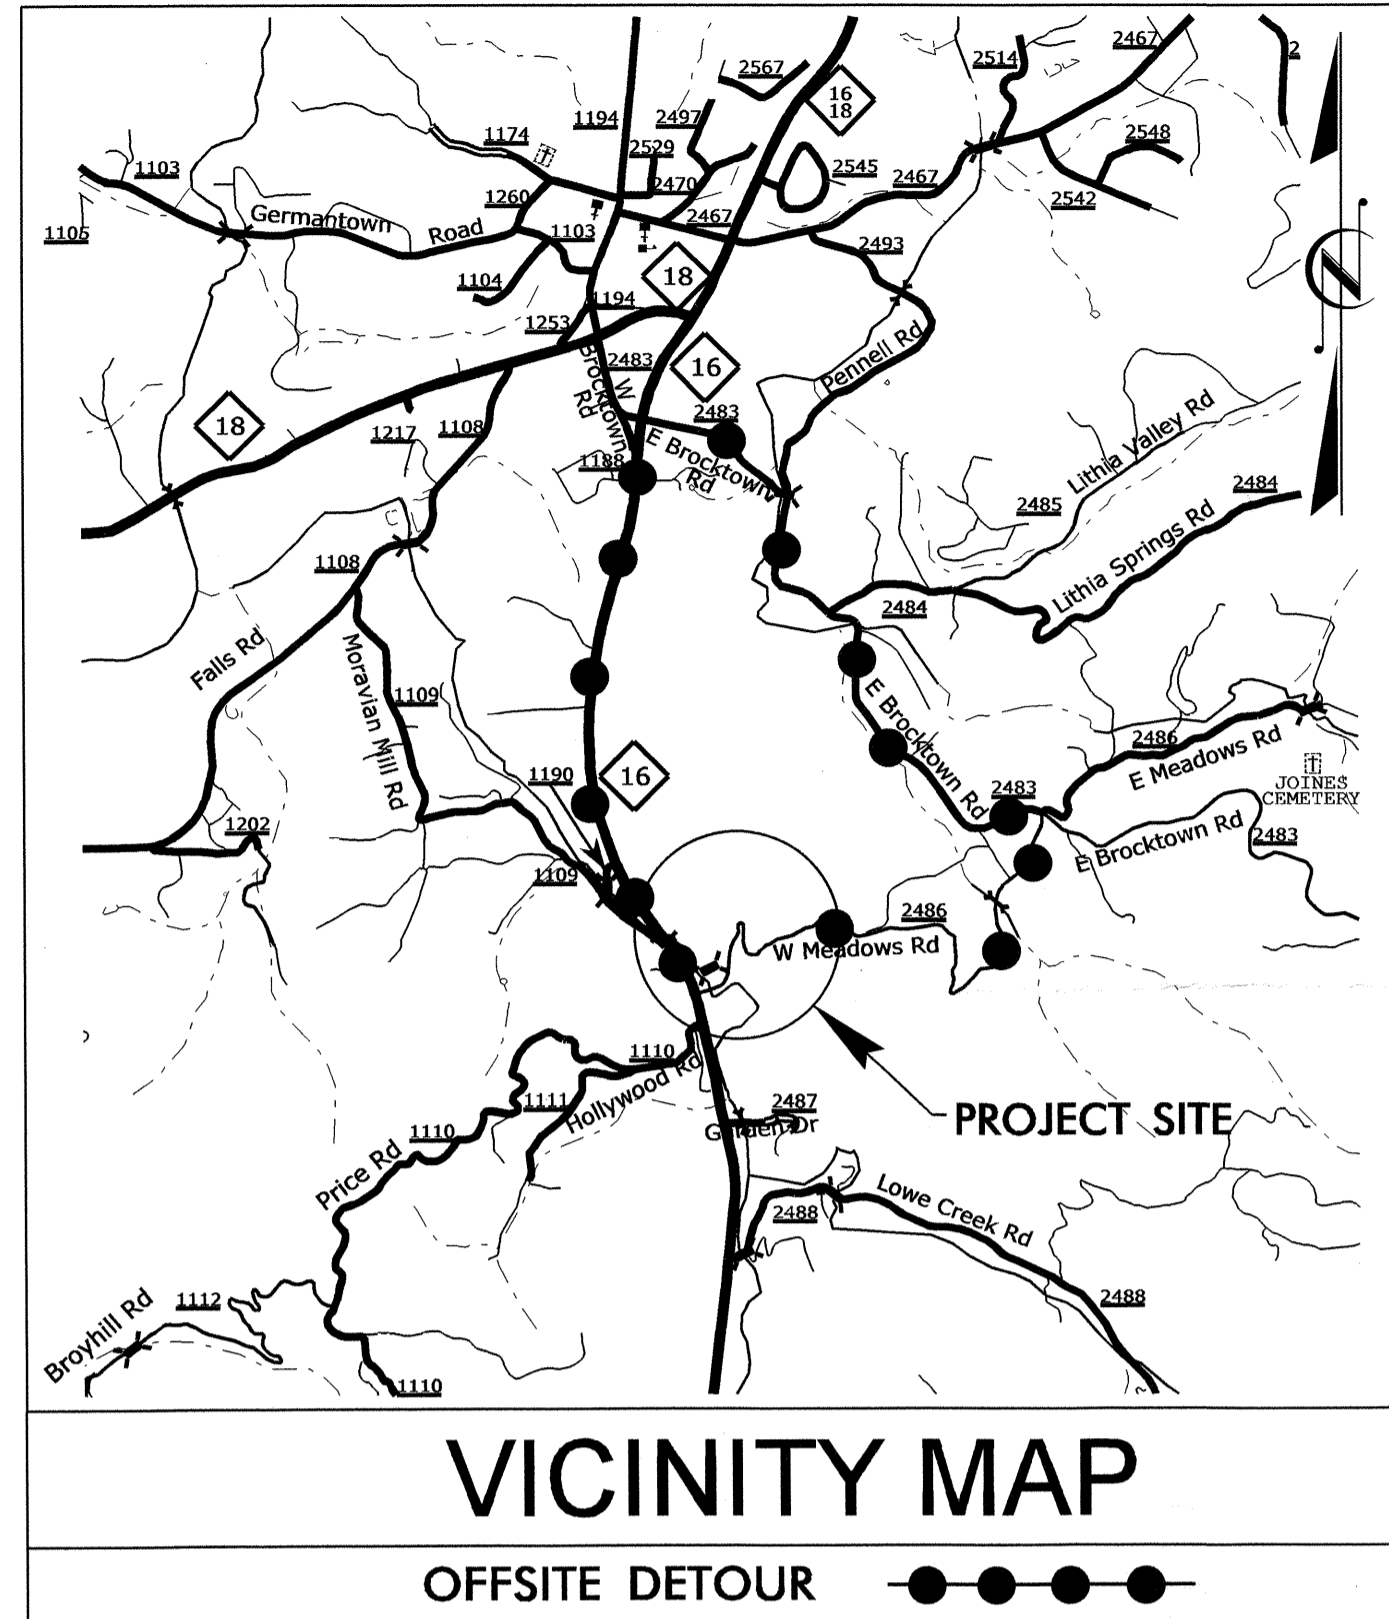 2567
2514
2467
2
16
18
1194
2497
1174
2529
2548
1103
2545
2467
2470
1260
2542
2467
Germantown Road
1105
1103
2493
18
1104
1194
1253
Pennell Rd
2483
16
W Brocktown Rd
18
2483
1108
1217
E Brocktown Rd
1188
Lithia Valley Rd
2484
2485
Lithia Springs Rd
1108
2484
Falls Rd
Moravian Mill Rd
1109
E Brocktown Rd
2486
E Meadows Rd
1190
16
2483
JOINES
CEMETERY
1202
E Brocktown Rd
2483
1109
2486
W Meadows Rd
1110
Hollywood Rd
1111
2487
Garden Dr
PROJECT SITE
1110
Price Rd
Lowe Creek Rd
2488
1112
Broyhill Rd
2488
1110
VICINITY MAP
OFFSITE DETOUR